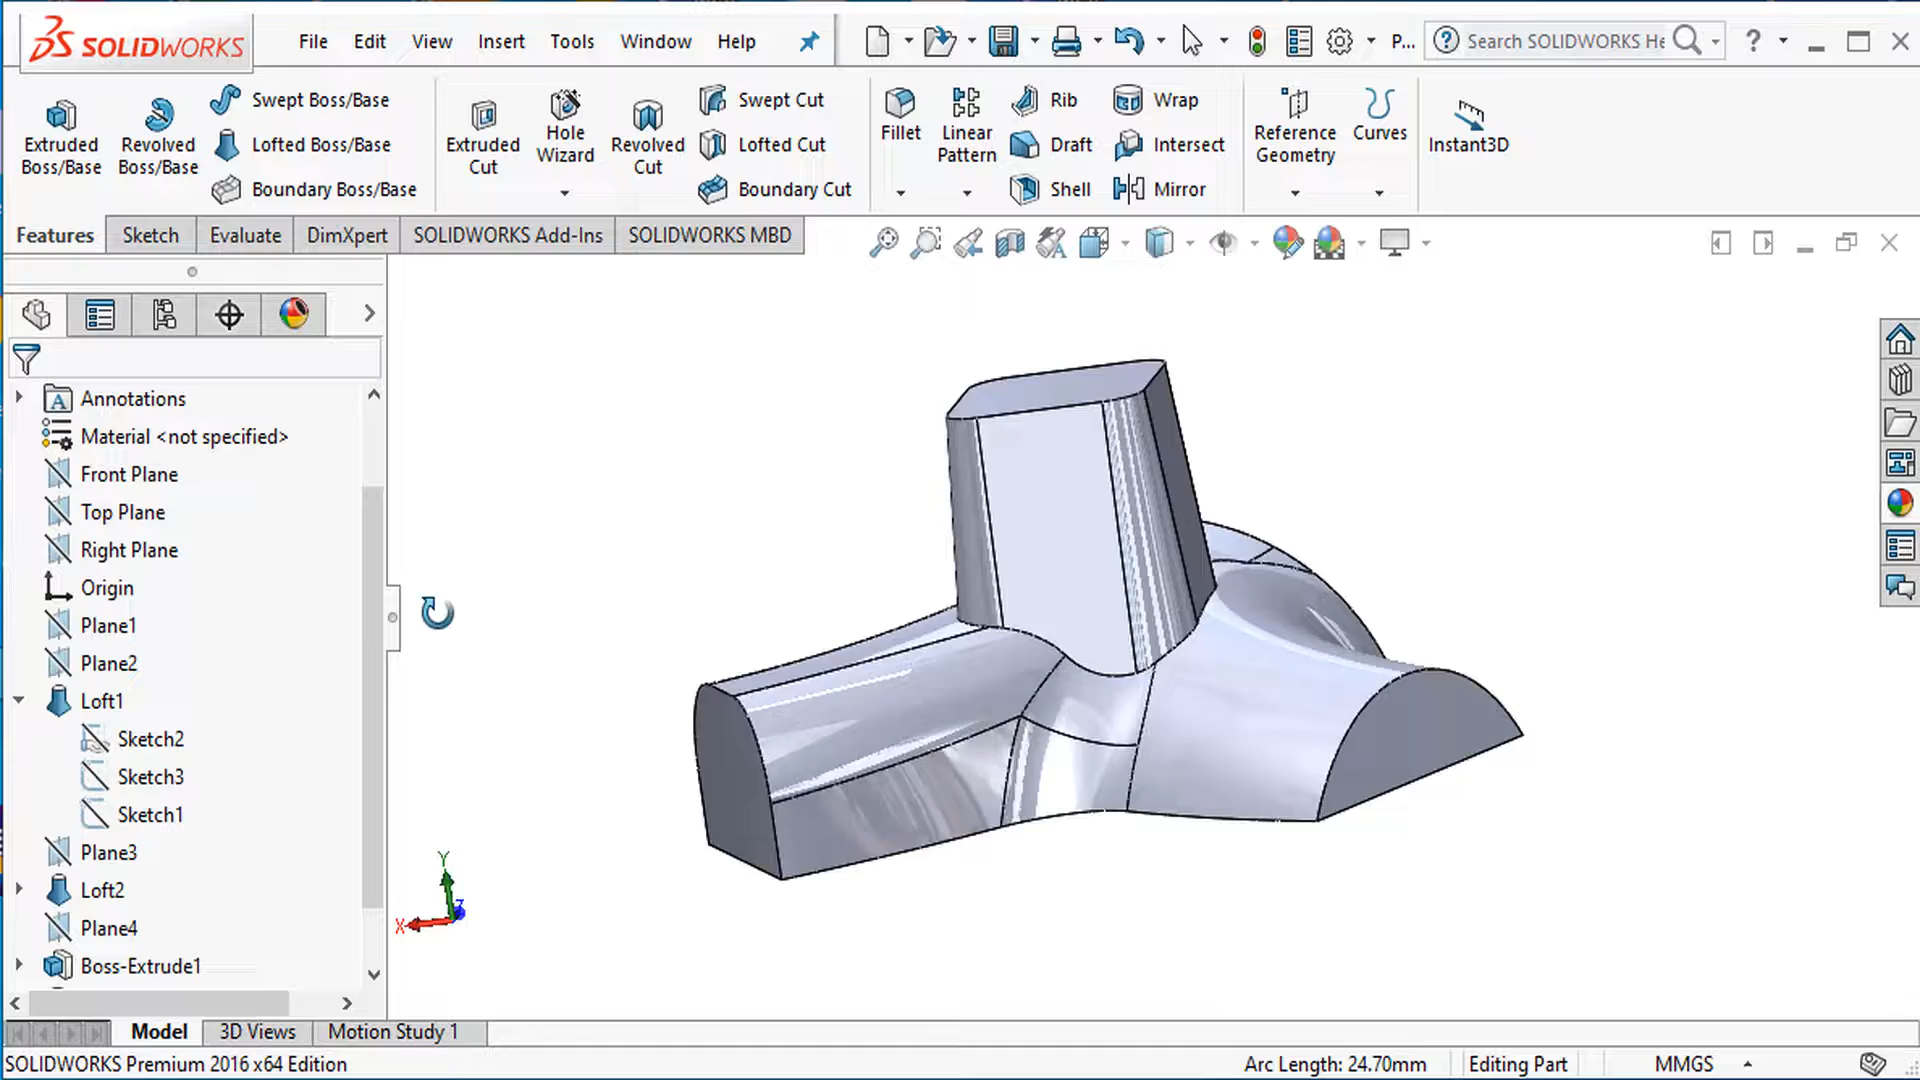 SOLIDWORKS File Edit View Insert Tools Window Help P... Search SOLIDWORKS He ?
Extruded Boss/Base
Revolved Boss/Base
Swept Boss/Base
Lofted Boss/Base
Boundary Boss/Base
Extruded Cut
Hole Wizard
Revolved Cut
Swept Cut
Lofted Cut
Boundary Cut
Fillet
Linear Pattern
Rib
Draft
Shell
Wrap
Intersect
Mirror
Reference Geometry
Curves
Instant3D
Features Sketch Evaluate DimXpert SOLIDWORKS Add-Ins SOLIDWORKS MBD
Annotations
Material <not specified>
Front Plane
Top Plane
Right Plane
Origin
Plane1
Plane2
Loft1
Sketch2
Sketch3
Sketch1
Plane3
Loft2
Plane4
Boss-Extrude1
Y
Z
X
Model 3D Views Motion Study 1
SOLIDWORKS Premium 2016 x64 Edition Arc Length: 24.70mm Editing Part MMGS